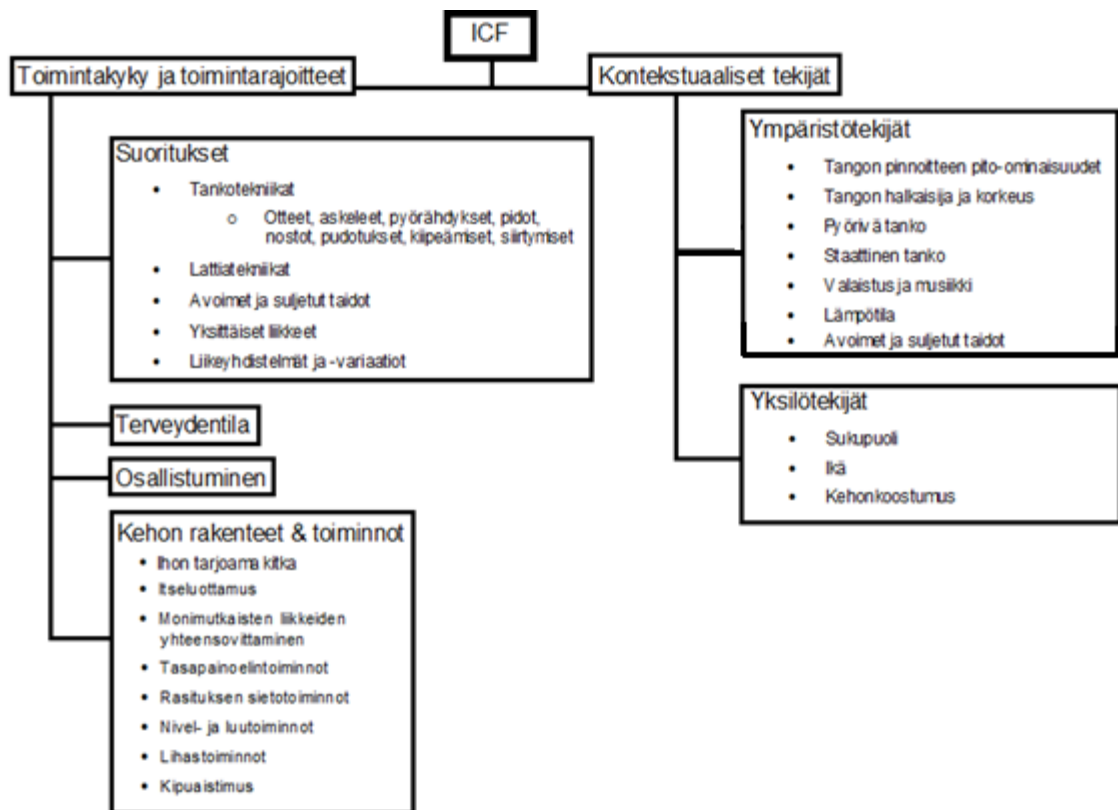 ICF
Toimintakyky ja toimintarajoitteet
Suoritukset
• Tankotekniikat
o Otteet, askeleet, pyörähdykset, pidot,
nostot, pudotukset, kiipeämiset, siirtymiset
• Lattiatekniikat
• Avoimet ja suljetut taidot
• Yksittäiset liikkeet
• Liikeyhdistelmät ja -variaatiot
Terveydentila
Osallistuminen
Kehon rakenteet & toiminnot
• Ihon tarjoama kitka
• Itseluottamus
• Monimutkaisten liikkeiden
yhteensovittaminen
• Tasapainoelintoiminnot
• Rasituksen sietotoiminnot
• Nivel- ja luutoiminnot
• Lihastoiminnot
• Kipuaistimus
Kontekstuaaliset tekijät
Ympäristötekijät
• Tangon pinnoitteen pito-ominaisuudet
• Tangon halkaisija ja korkeus
• Pyörivä tanko
• Staattinen tanko
• Valaistus ja musiikki
• Lämpötila
• Avoimet ja suljetut taidot
Yksilötekijät
• Sukupuoli
• Ikä
• Kehonkoostumus